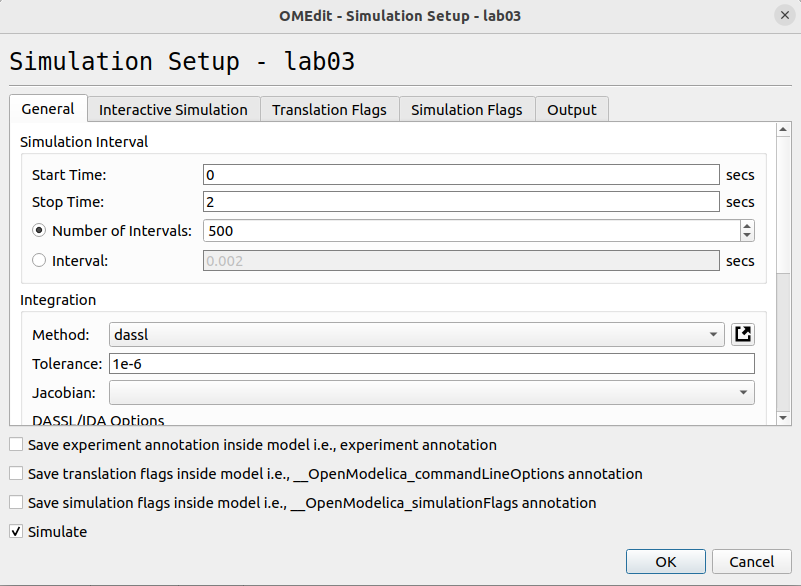 OMEdit - Simulation Setup - lab03
Simulation Setup - lab03
General Interactive Simulation Translation Flags Simulation Flags Output
Simulation Interval
Start Time: 0 secs
Stop Time: 2 secs
Number of Intervals: 500
Interval: 0.002 secs
Integration
Method: dassl
Tolerance: 1e-6
Jacobian:
DASSL/IDA Options
Save experiment annotation inside model i.e., experiment annotation
Save translation flags inside model i.e., __OpenModelica_commandLineOptions annotation
Save simulation flags inside model i.e., __OpenModelica_simulationFlags annotation
Simulate
OK Cancel